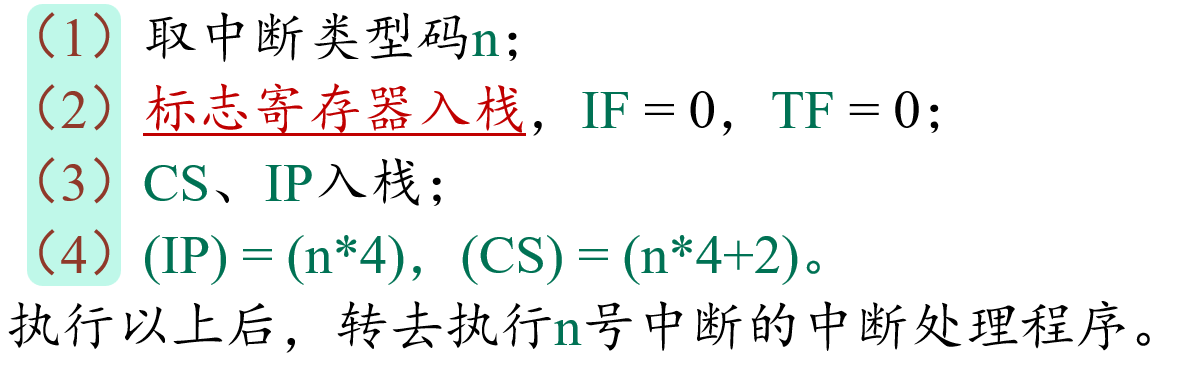 （1）取中断类型码n；
（2）标志寄存器入栈，IF = 0，TF = 0；
（3）CS、IP入栈；
（4）(IP) = (n*4)，(CS) = (n*4+2)。
执行以上后，转去执行n号中断的中断处理程序。